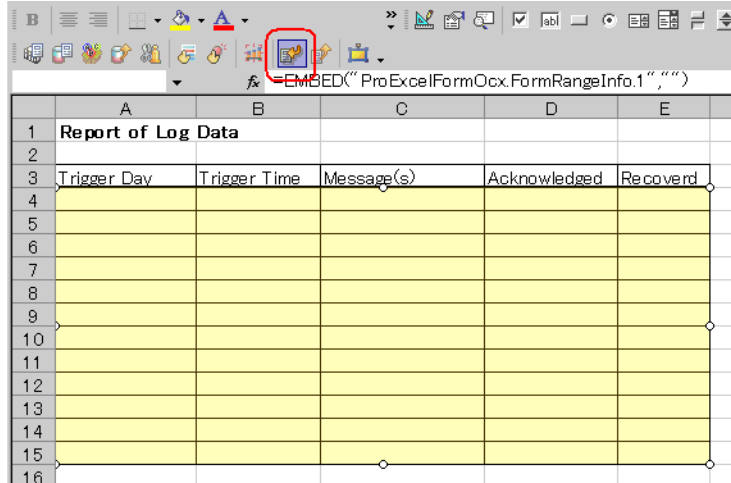 B A abl
fx =EMBED("ProExcelFormOcx.FormRangeInfo.1","")
A B C D E
1 Report of Log Data
2
3 Trigger Day Trigger Time Message(s) Acknowledged Recoverd
4
5
6
7
8
9
10
11
12
13
14
15
16